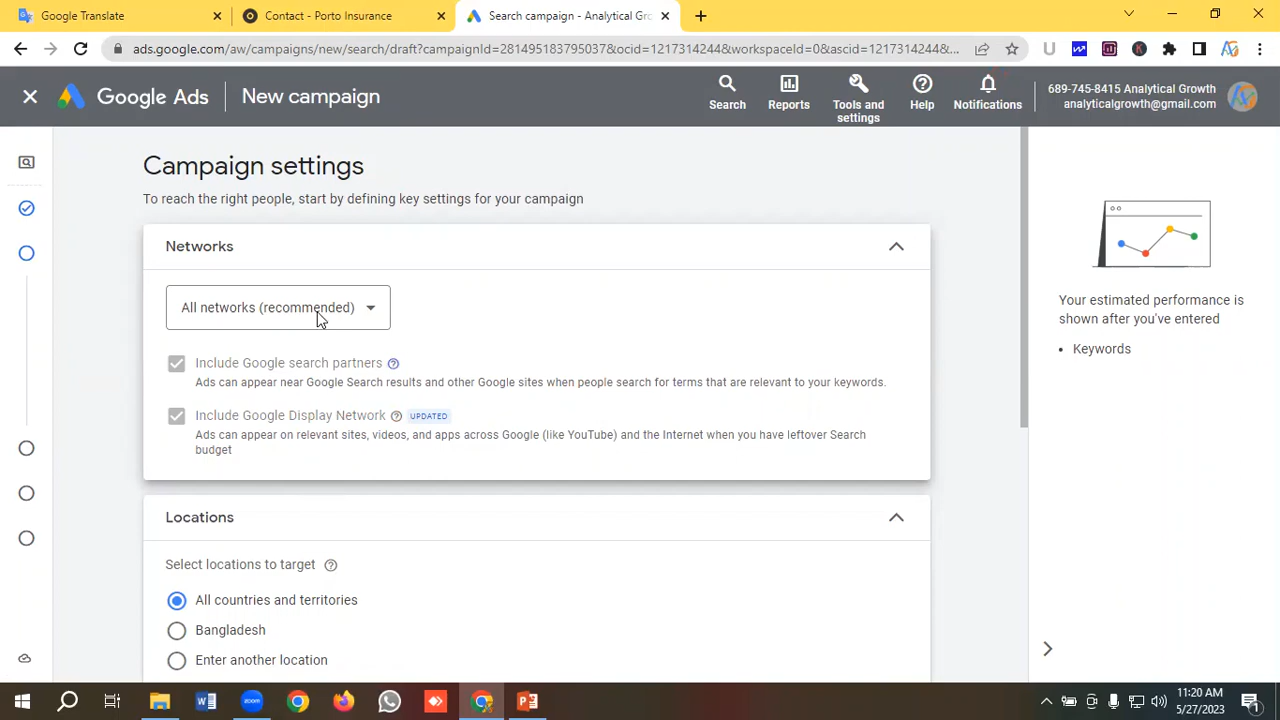 Google Translate
Contact - Porto Insurance
Search campaign - Analytical Gro
ads.google.com/aw/campaigns/new/search/draft?campaignId=281495183795037&ocid=1217314244&workspaceId=0&ascid=1217314244&...
Google Ads
New campaign
Search
Reports
Tools and
settings
Help
Notifications
689-745-8415 Analytical Growth
analyticalgrowth@gmail.com
Campaign settings
To reach the right people, start by defining key settings for your campaign
Networks
All networks (recommended)
Include Google search partners
Ads can appear near Google Search results and other Google sites when people search for terms that are relevant to your keywords.
Include Google Display Network UPDATED
Ads can appear on relevant sites, videos, and apps across Google (like YouTube) and the Internet when you have leftover Search
budget
Locations
Select locations to target
All countries and territories
Bangladesh
Enter another location
Your estimated performance is
shown after you've entered
• Keywords
11:20 AM
5/27/2023